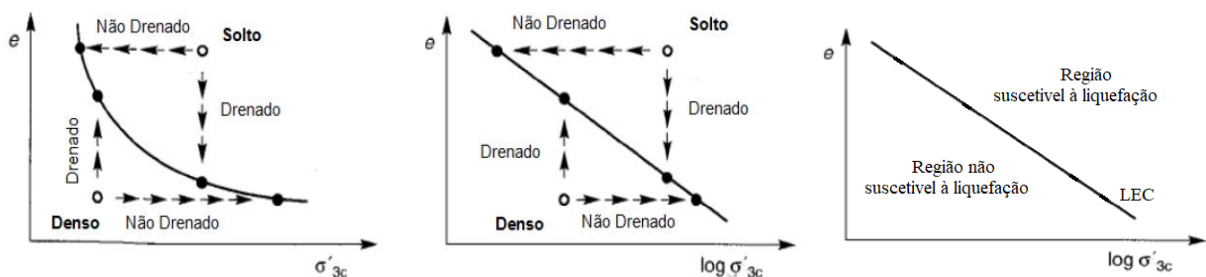 Não Drenado
Solto
e
Drenado
Drenado
Denso
Não Drenado
σ'3c
Não Drenado
Solto
e
Drenado
Drenado
Denso
Não Drenado
log σ'3c
e
Região
suscetivel à liquefação
Região não
suscetivel à liquefação
LEC
log σ'3c